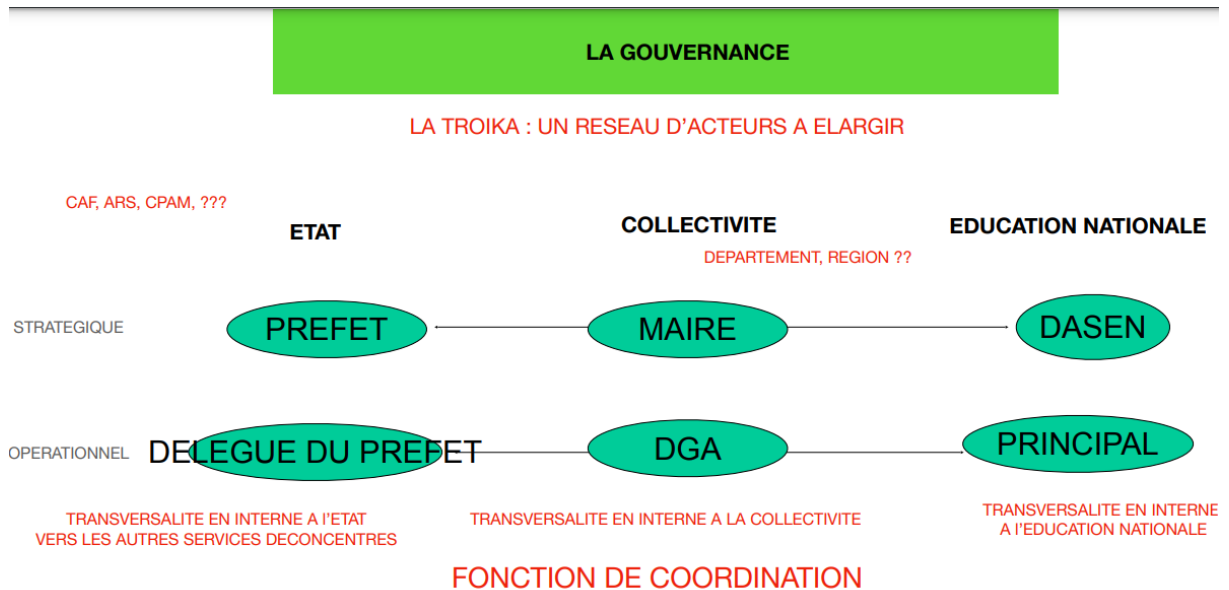 LA GOUVERNANCE
LA TROIKA : UN RESEAU D'ACTEURS A ELARGIR
CAF, ARS, CPAM, ???
ETAT
COLLECTIVITE
EDUCATION NATIONALE
DEPARTEMENT, REGION ??
STRATEGIQUE
PREFET
MAIRE
DASEN
OPERATIONNEL
DELEGUE DU PREFET
DGA
PRINCIPAL
TRANSVERSALITE EN INTERNE A l'ETAT
VERS LES AUTRES SERVICES DECONCENTRES
TRANSVERSALITE EN INTERNE A LA COLLECTIVITE
TRANSVERSALITE EN INTERNE
A l'EDUCATION NATIONALE
FONCTION DE COORDINATION